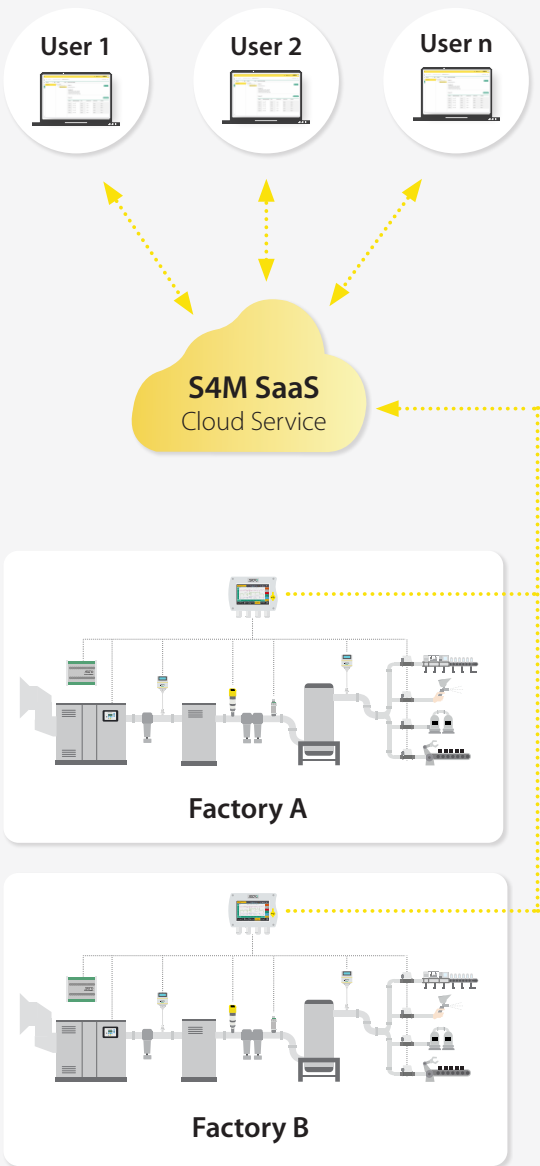 User 1
User 2
User n
S4M SaaS
Cloud Service
Factory A
Factory B